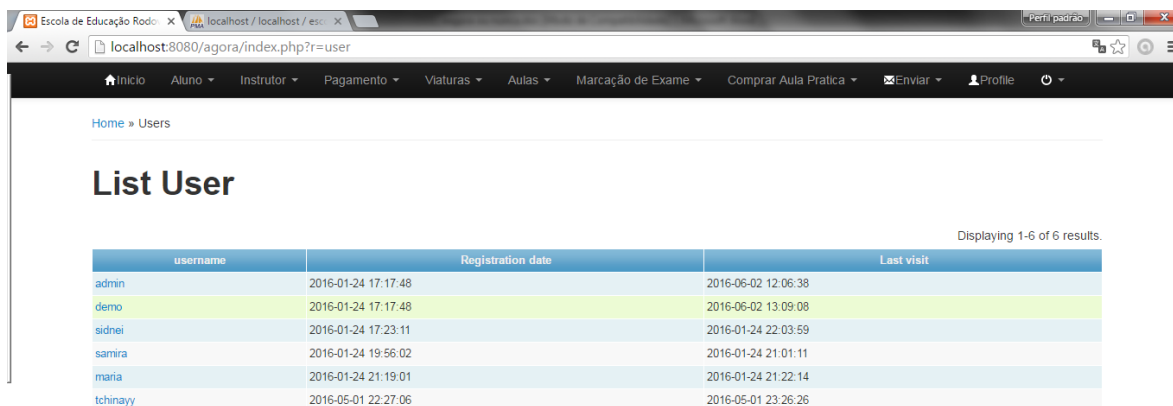 Escola de Educação Rodov
localhost / localhost / esco
Perfil padrão
localhost:8080/agora/index.php?r=user
Inicio Aluno Instrutor Pagamento Viaturas Aulas Marcação de Exame Comprar Aula Pratica Enviar Profile
Home » Users
List User
Displaying 1-6 of 6 results.
username Registration date Last visit
admin 2016-01-24 17:17:48 2016-06-02 12:06:38
demo 2016-01-24 17:17:48 2016-06-02 13:09:08
sidnei 2016-01-24 17:23:11 2016-01-24 22:03:59
samira 2016-01-24 19:56:02 2016-01-24 21:01:11
maria 2016-01-24 21:19:01 2016-01-24 21:22:14
tchinayy 2016-05-01 22:27:06 2016-05-01 23:26:26